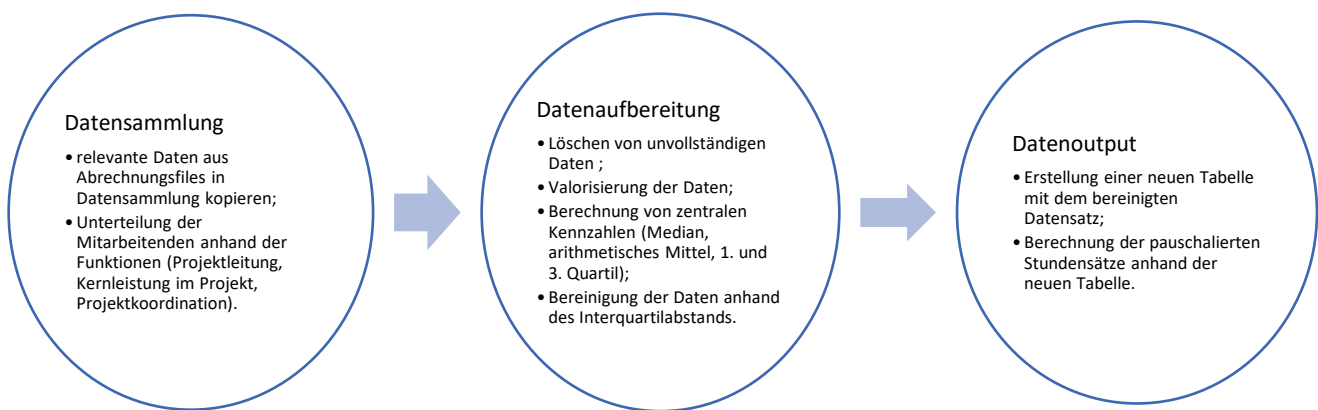 Datensammlung
• relevante Daten aus
Abrechnungsfiles in
Datensammlung kopieren;
• Unterteilung der
Mitarbeitenden anhand der
Funktionen (Projektleitung,
Kernleistung im Projekt,
Projektkoordination).
Datenaufbereitung
• Löschen von unvollständigen
Daten ;
• Valorisierung der Daten;
• Berechnung von zentralen
Kennzahlen (Median,
arithmetisches Mittel, 1. und
3. Quartil);
• Bereinigung der Daten anhand
des Interquartilabstands.
Datenoutput
• Erstellung einer neuen Tabelle
mit dem bereinigten
Datensatz;
• Berechnung der pauschalierten
Stundensätze anhand der
neuen Tabelle.